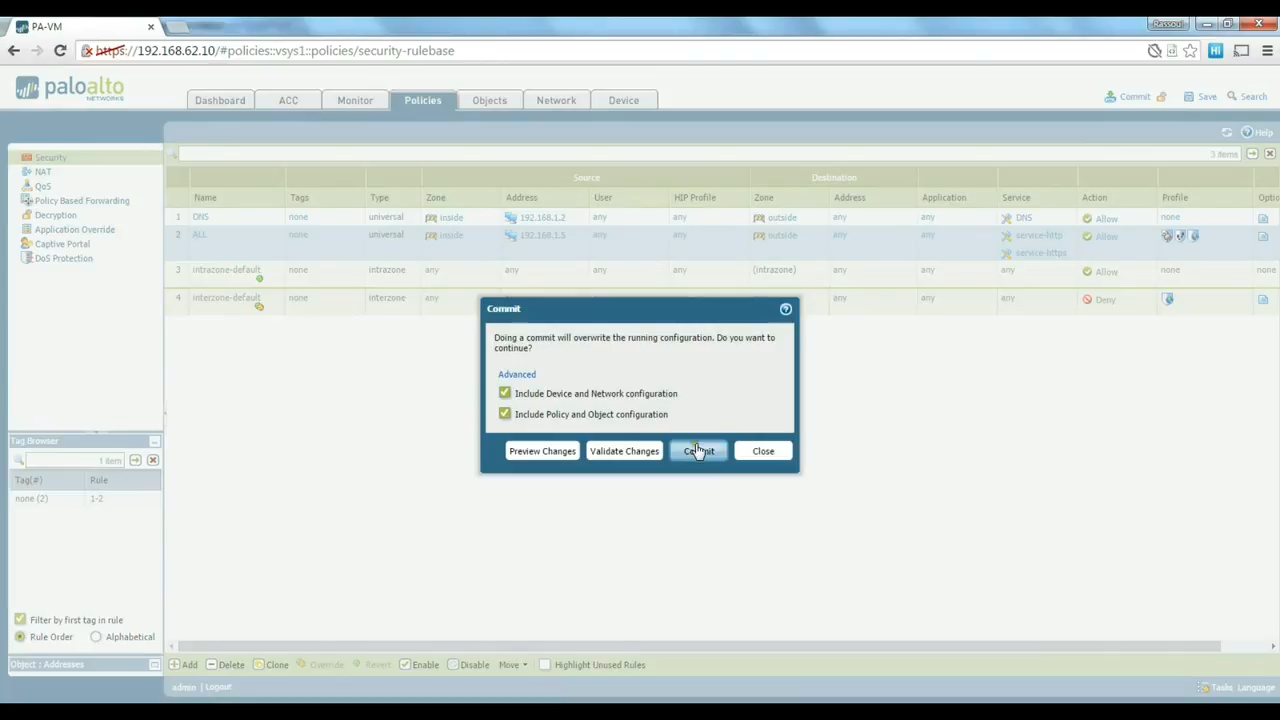 PA-VM
Rassoul
https://192.168.62.10/#policies::vsys1::policies/security-rulebase
Hi
paloalto
NETWORKS
Dashboard ACC Monitor Policies Objects Network Device
Commit Save Search
Help
3 items
Security
NAT
QoS
Policy Based Forwarding
Decryption
Application Override
Captive Portal
DoS Protection
Source Destination
Name Tags Type Zone Address User HIP Profile Zone Address Application Service Action Profile Optio
1 DNS none universal inside 192.168.1.2 any any outside any any DNS Allow none
2 ALL none universal inside 192.168.1.5 any any outside any any service-http Allow
service-https
3 intrazone-default none intrazone any any any any (intrazone) any any any Allow none none
4 interzone-default none interzone any any any any Deny
Commit
Doing a commit will overwrite the running configuration. Do you want to
continue?
Advanced
Include Device and Network configuration
Include Policy and Object configuration
Preview Changes Validate Changes Commit Close
Tag Browser
1 item
Tag(#) Rule
none (2) 1-2
Filter by first tag in rule
Rule Order Alphabetical
Object : Addresses
Add Delete Clone Override Revert Enable Disable Move Highlight Unused Rules
admin | Logout
Tasks Language